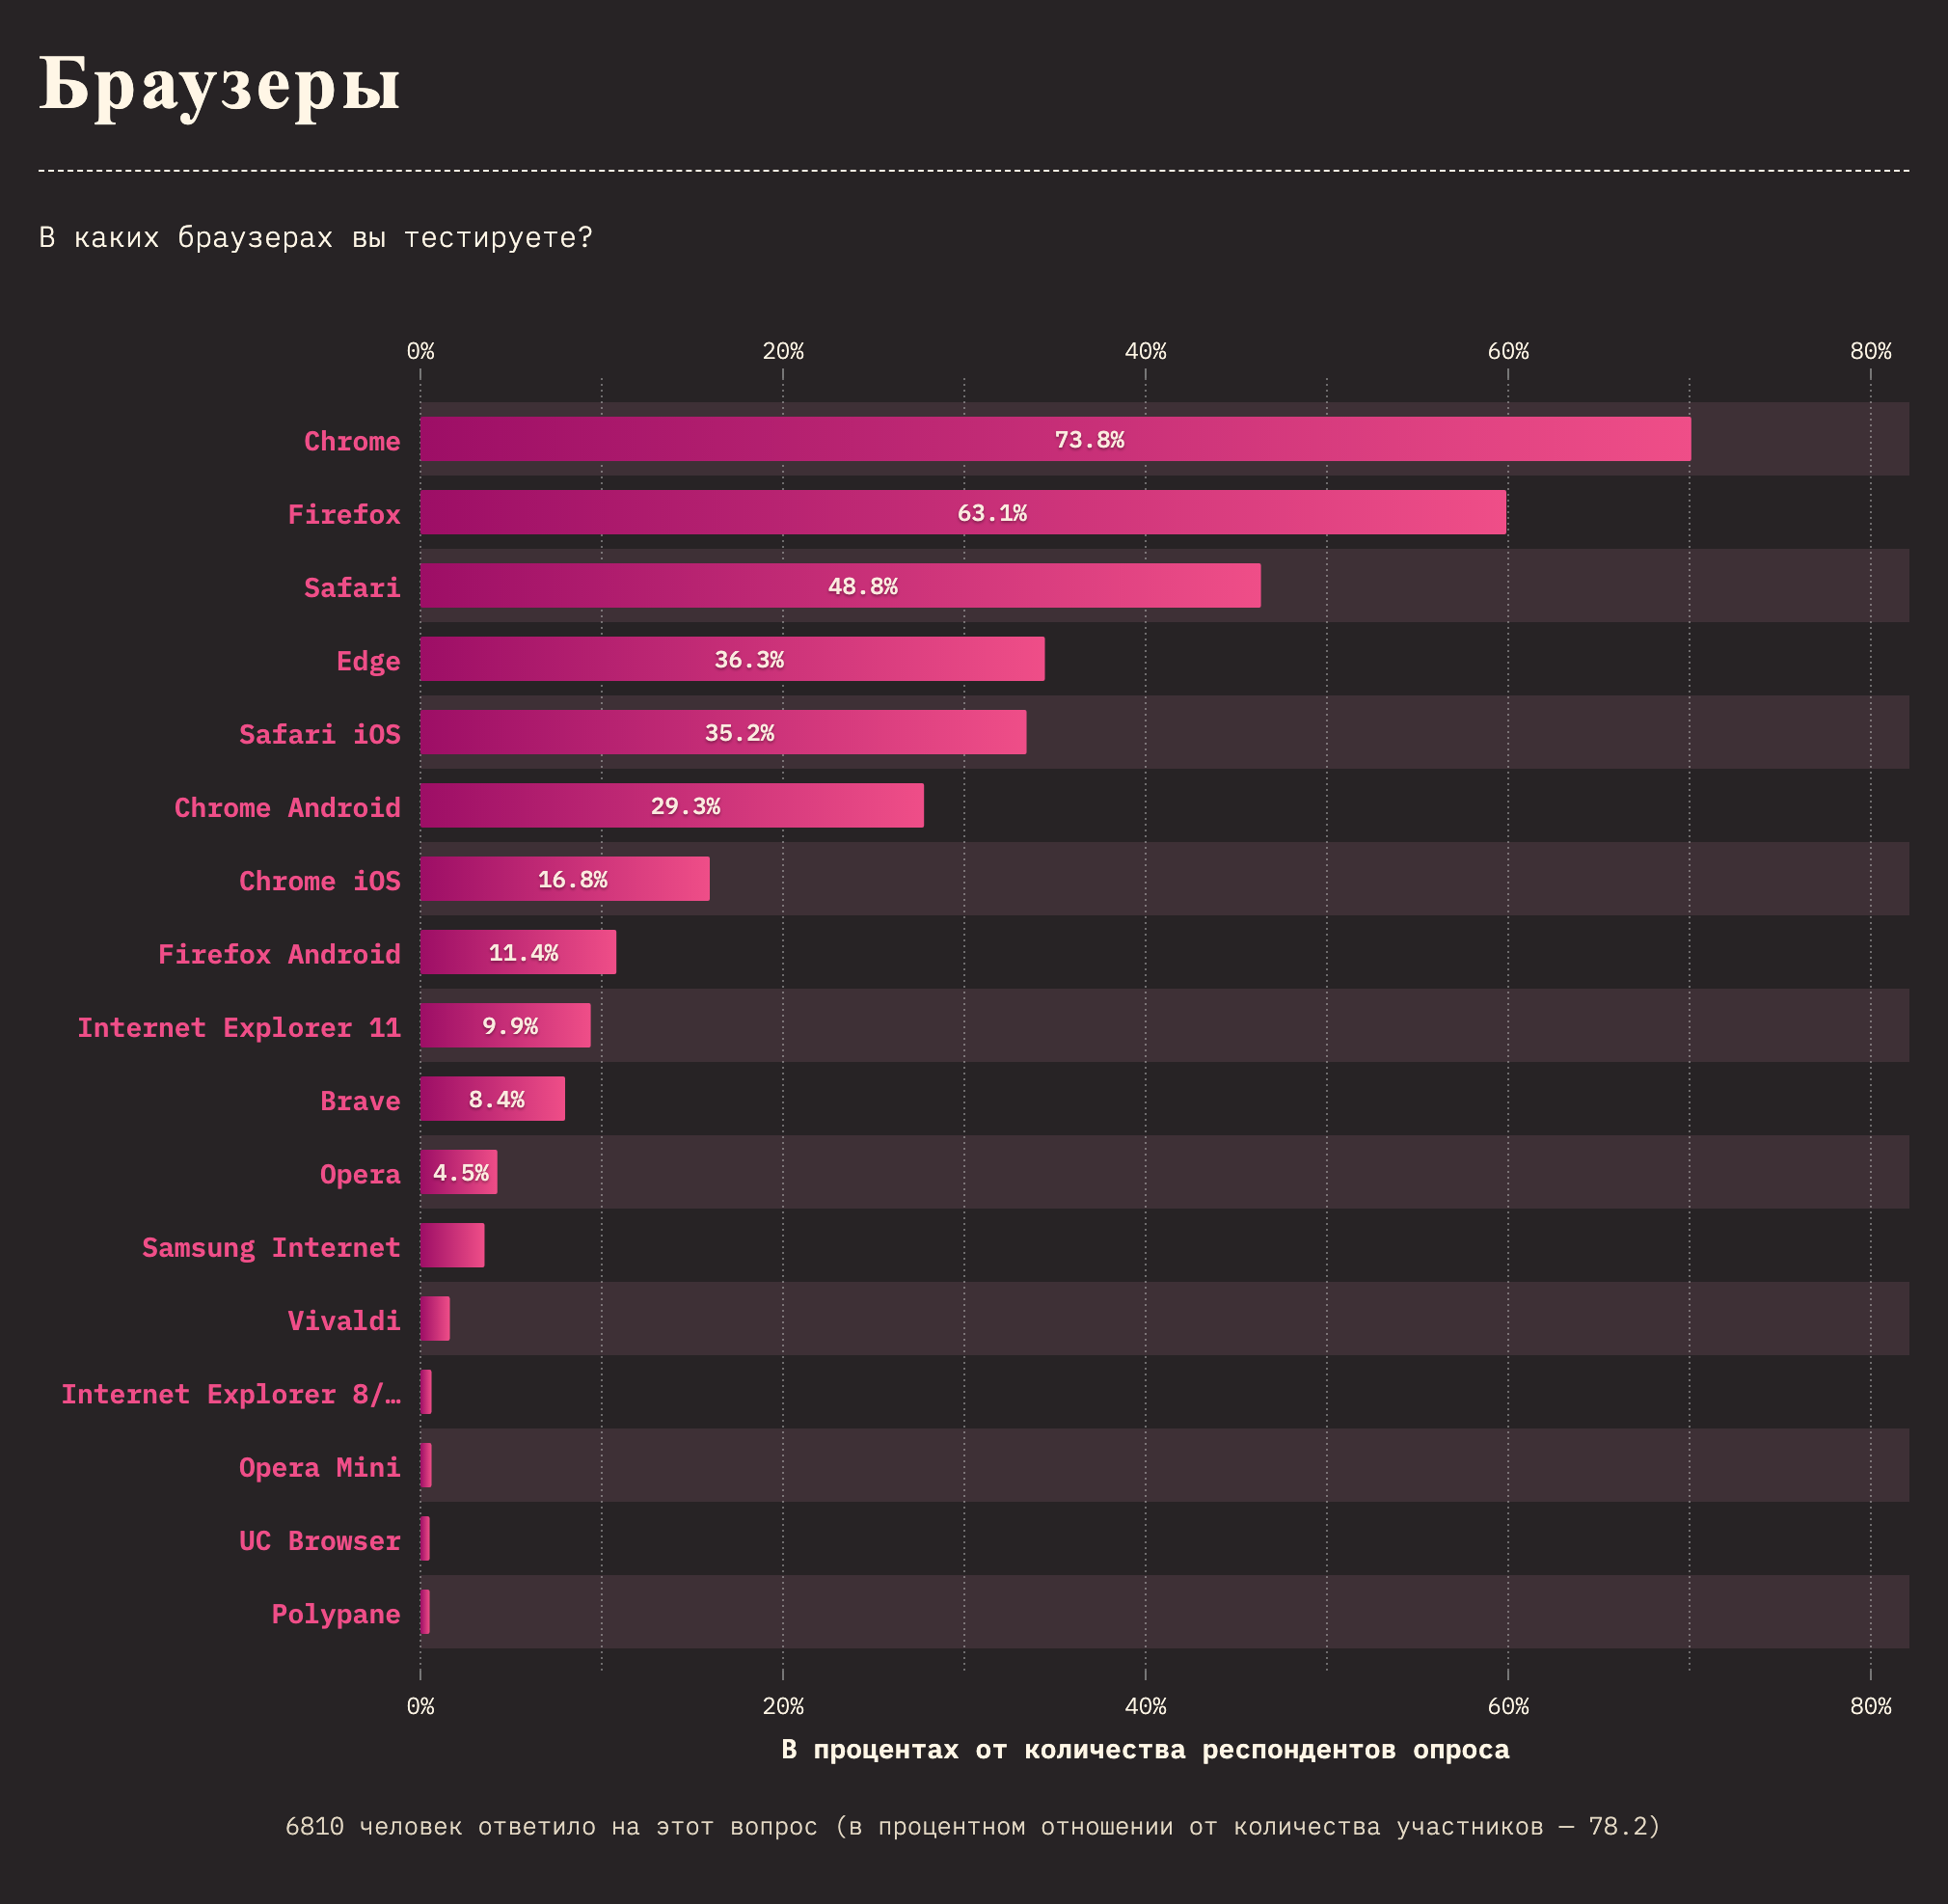 Браузеры
В каких браузерах вы тестируете?
0% 20% 40% 60% 80%
Chrome 73.8%
Firefox 63.1%
Safari 48.8%
Edge 36.3%
Safari iOS 35.2%
Chrome Android 29.3%
Chrome iOS 16.8%
Firefox Android 11.4%
Internet Explorer 11 9.9%
Brave 8.4%
Opera 4.5%
Samsung Internet
Vivaldi
Internet Explorer 8/…
Opera Mini
UC Browser
Polypane
0% 20% 40% 60% 80%
В процентах от количества респондентов опроса
6810 человек ответило на этот вопрос (в процентном отношении от количества участников — 78.2)